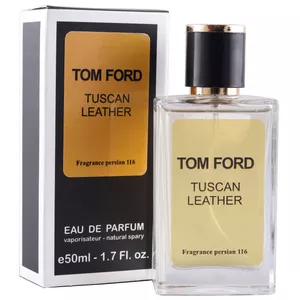 TOM FORD
TUSCAN
LEATHER
Fragrance persian 116
EAU DE PARFUM
vaporisateur - natural spary
e50ml - 1.7 Fl. oz.
TOM FORD
TUSCAN
LEATHER
Fragrance persian 116